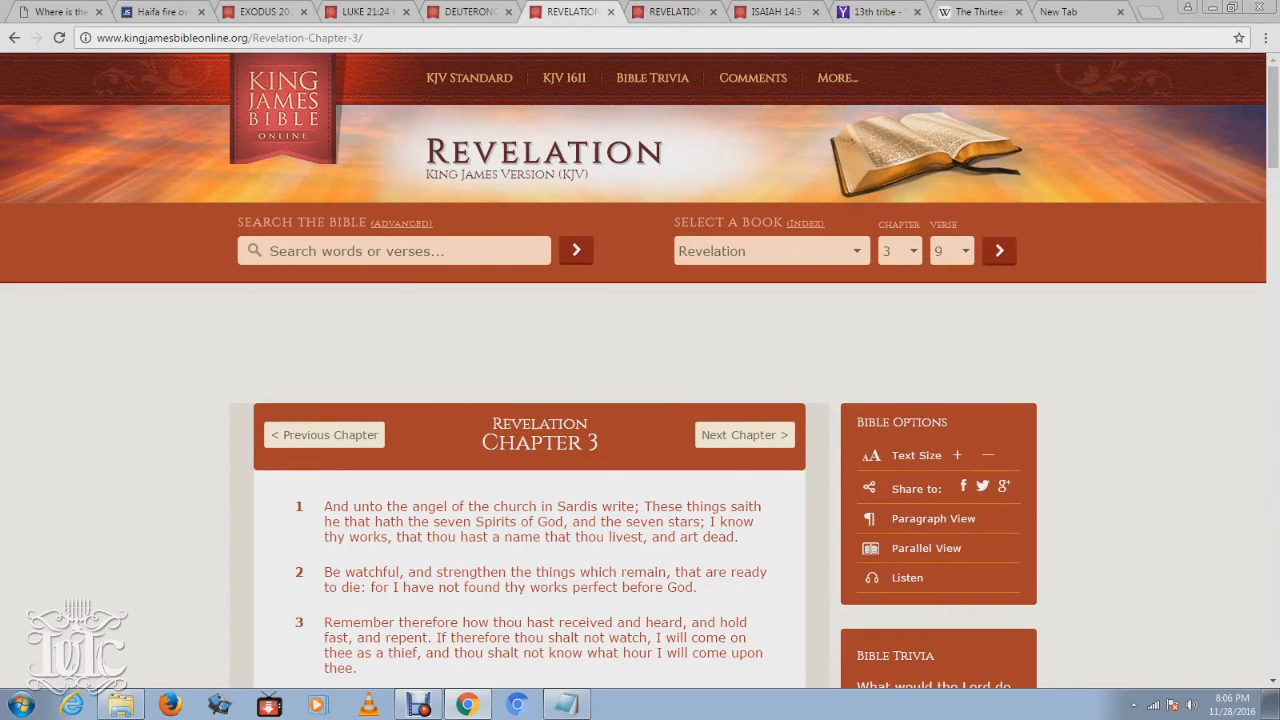 Where is the
Haifa fire ov
EXODUS 20:
LUKE 21:24
DEUTERONO
REVELATION
REVELATION
ISAIAH 14:3
13th tribe -
The Thirteen
New Tab
www.kingjamesbibleonline.org/Revelation-Chapter-3/
KING
JAMES
BIBLE
ONLINE
KJV STANDARD
KJV 1611
BIBLE TRIVIA
COMMENTS
MORE...
REVELATION
KING JAMES VERSION (KJV)
SEARCH THE BIBLE (ADVANCED)
SELECT A BOOK (INDEX)
CHAPTER
VERSE
Search words or verses...
Revelation
3
9
< Previous Chapter
REVELATION
CHAPTER 3
Next Chapter >
1 And unto the angel of the church in Sardis write; These things saith
he that hath the seven Spirits of God, and the seven stars; I know
thy works, that thou hast a name that thou livest, and art dead.
2 Be watchful, and strengthen the things which remain, that are ready
to die: for I have not found thy works perfect before God.
3 Remember therefore how thou hast received and heard, and hold
fast, and repent. If therefore thou shalt not watch, I will come on
thee as a thief, and thou shalt not know what hour I will come upon
thee.
BIBLE OPTIONS
AA Text Size + —
Share to: f g+
¶ Paragraph View
Parallel View
Listen
BIBLE TRIVIA
What would the Lord do
IUIC
8:06 PM
11/28/2016